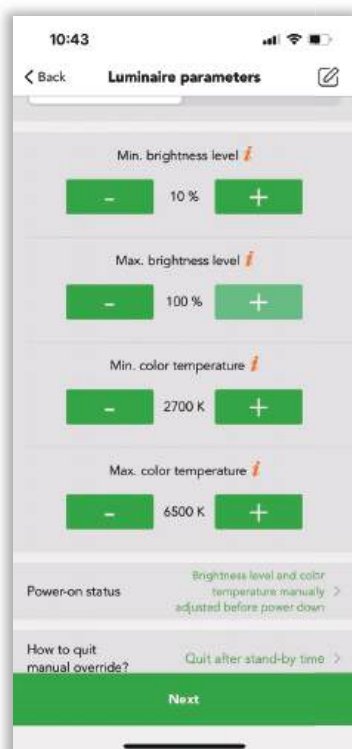 10:43
Back Luminaire parameters
Min. brightness level i
- 10 % +
Max. brightness level i
- 100 % +
Min. color temperature i
- 2700 K +
Max. color temperature i
- 6500 K +
Power-on status
Brightness level and color
temperature manually
adjusted before power down
How to quit
manual override?
Quit after stand-by time
Next